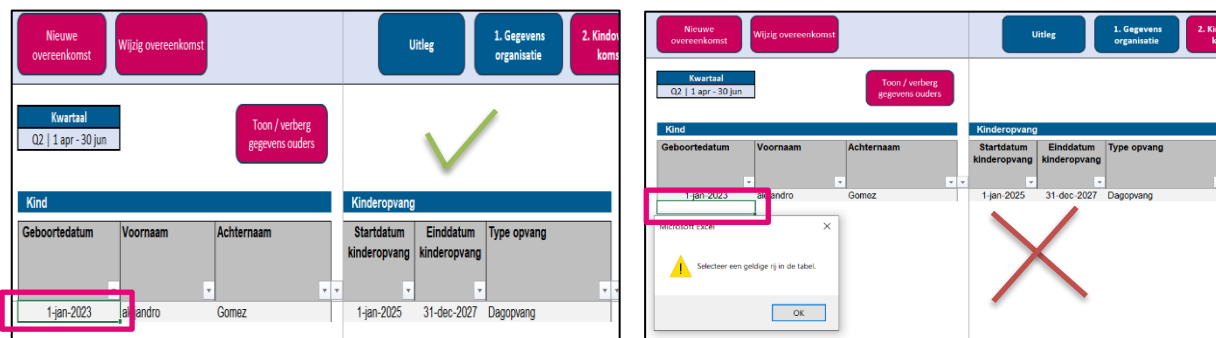 Nieuwe
overeenkomst
Wijzig overeenkomst
Uitleg
1. Gegevens
organisatie
2. Kindov
koms
Kwartaal
Q2 | 1 apr - 30 jun
Toon / verberg
gegevens ouders
Kind
Kinderopvang
Geboortedatum
Voornaam
Achternaam
Startdatum
kinderopvang
Einddatum
kinderopvang
Type opvang
1-jan-2023
alejandro
Gomez
1-jan-2025
31-dec-2027
Dagopvang
Nieuwe
overeenkomst
Wijzig overeenkomst
Uitleg
1. Gegevens
organisatie
2. Ki
k
Kwartaal
Q2 | 1 apr - 30 jun
Toon / verberg
gegevens ouders
Kind
Kinderopvang
Geboortedatum
Voornaam
Achternaam
Startdatum
kinderopvang
Einddatum
kinderopvang
Type opvang
1-jan-2023
alejandro
Gomez
1-jan-2025
31-dec-2027
Dagopvang
Microsoft Excel
Selecteer een geldige rij in de tabel.
OK